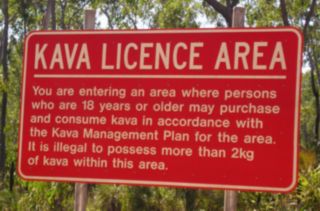 KAVA LICENCE AREA
You are entering an area where persons
who are 18 years or older may purchase
and consume kava in accordance with
the Kava Management Plan for the area.
It is illegal to possess more than 2kg
of kava within this area.